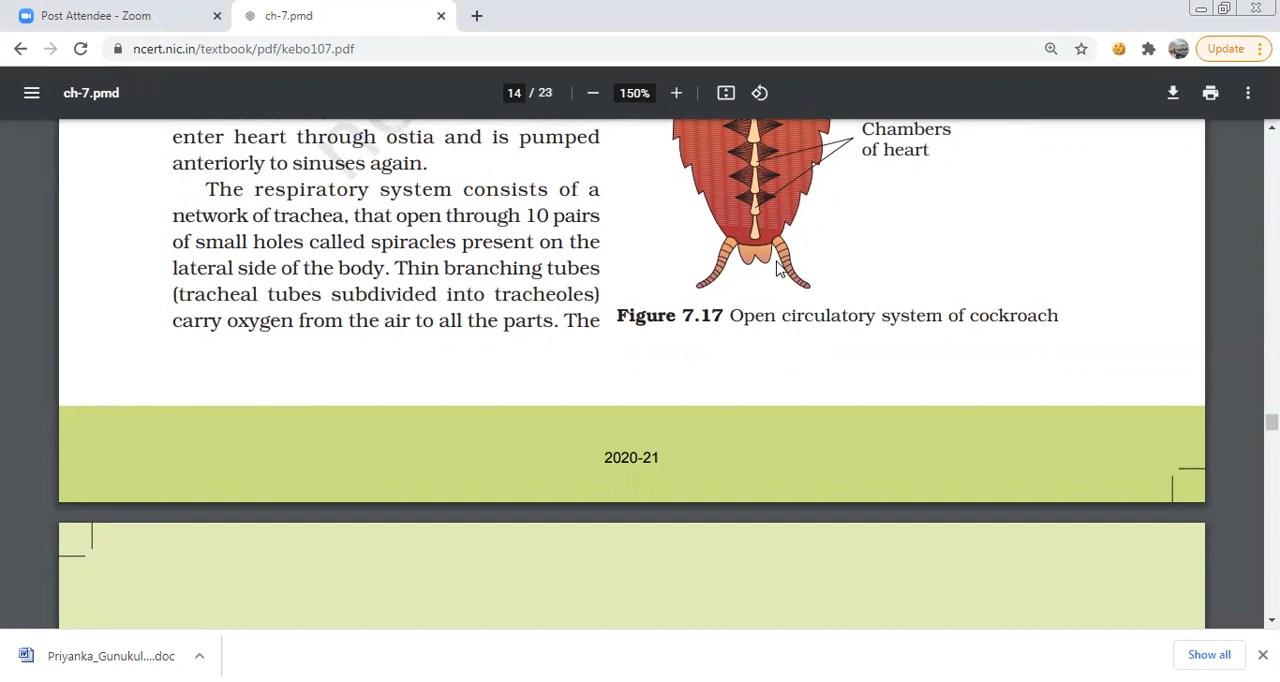 Post Attendee - Zoom
ch-7.pmd
ncert.nic.in/textbook/pdf/kebo107.pdf
Update
ch-7.pmd
14 / 23
150%
enter heart through ostia and is pumped
anteriorly to sinuses again.
The respiratory system consists of a
network of trachea, that open through 10 pairs
of small holes called spiracles present on the
lateral side of the body. Thin branching tubes
(tracheal tubes subdivided into tracheoles)
carry oxygen from the air to all the parts. The
Chambers
of heart
Figure 7.17 Open circulatory system of cockroach
2020-21
Priyanka_Gunukul....doc
Show all